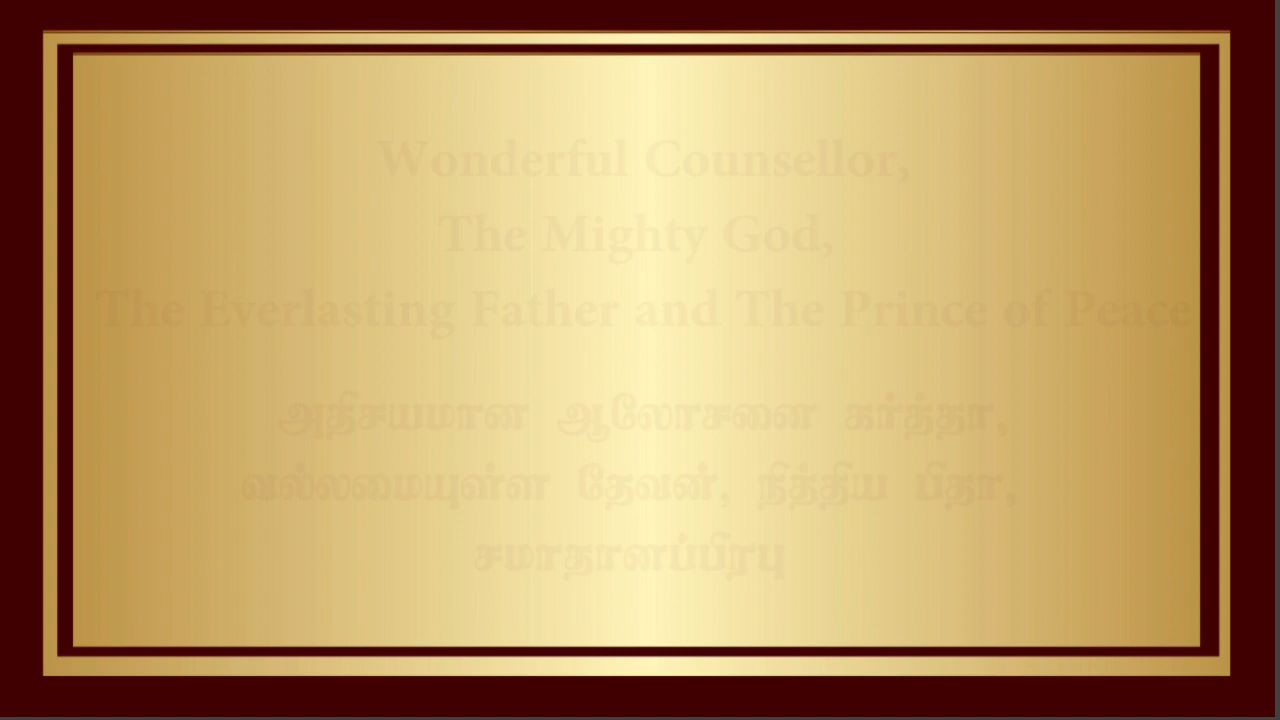 Wonderful Counsellor,
The Mighty God,
The Everlasting Father and The Prince of Peace
அதிசயமான ஆலோசனை கர்த்தா,
வல்லமையுள்ள தேவன், நித்திய பிதா,
சமாதானப்பிரபு